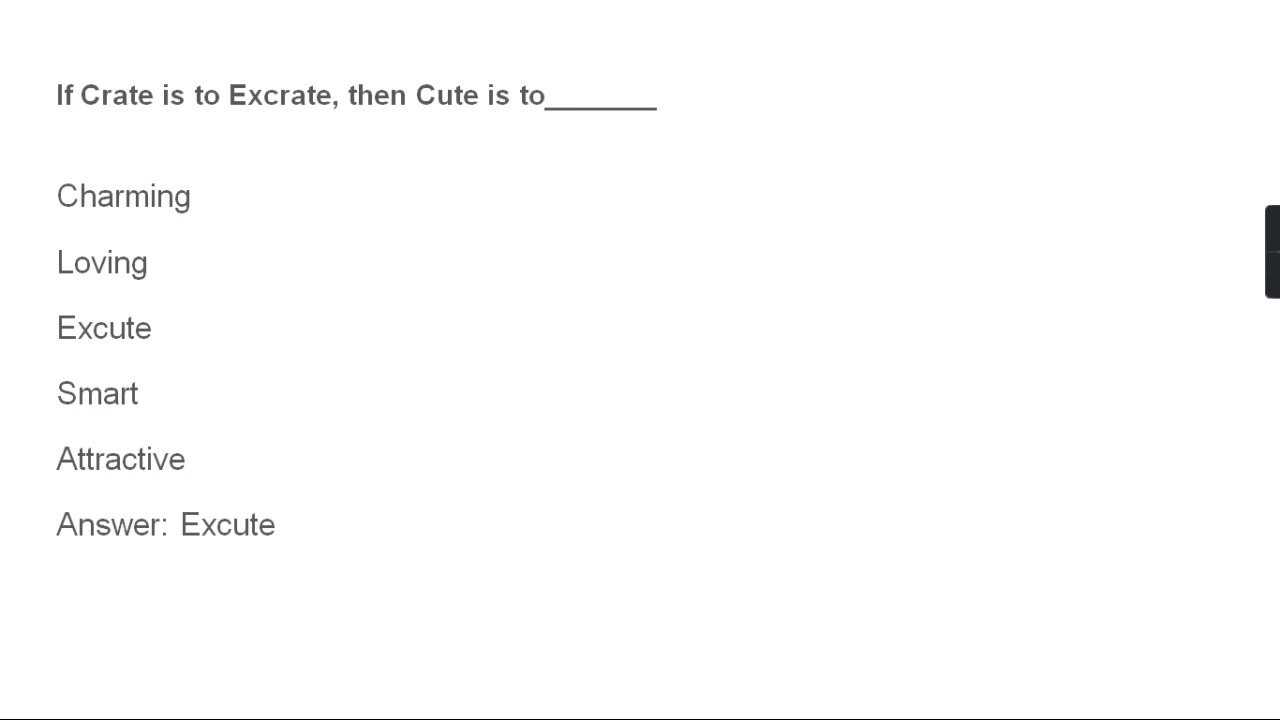 If Crate is to Excrate, then Cute is to_______
Charming
Loving
Excute
Smart
Attractive
Answer: Excute